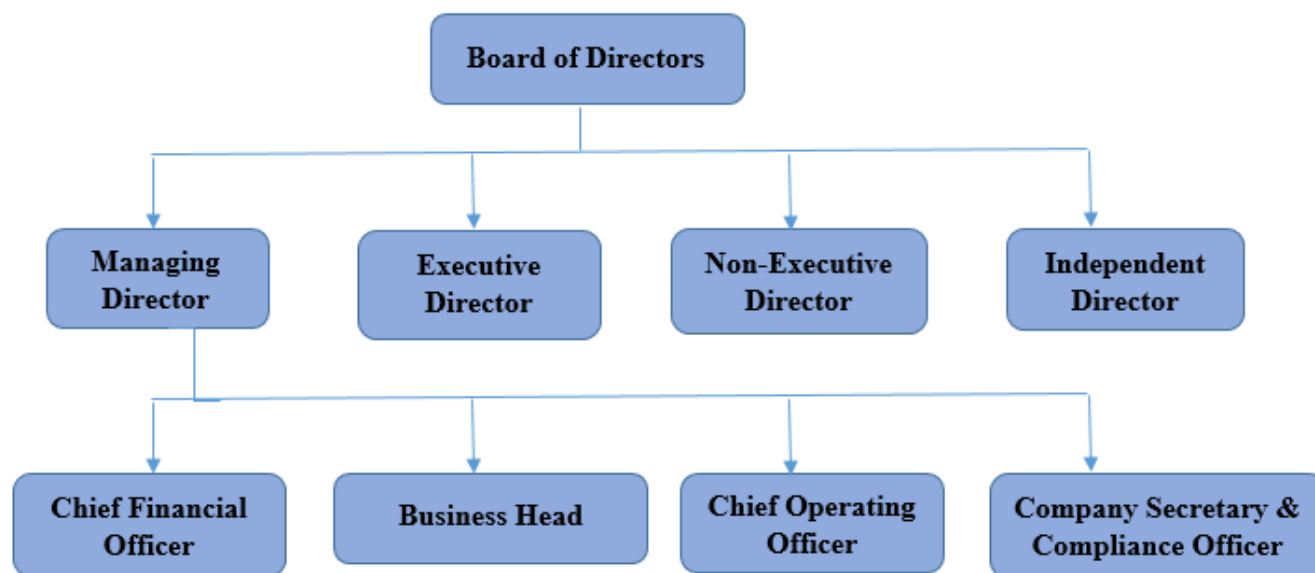 Board of Directors
Managing
Director
Executive
Director
Non-Executive
Director
Independent
Director
Chief Financial
Officer
Business Head
Chief Operating
Officer
Company Secretary &
Compliance Officer